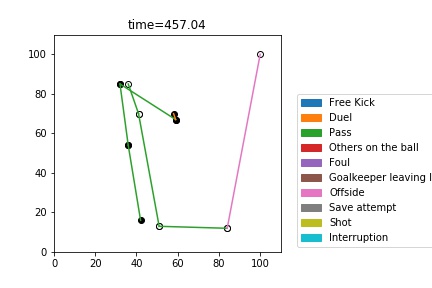 time=457.04
100
80
60
40
20
0
0 20 40 60 80 100
Free Kick
Duel
Pass
Others on the ball
Foul
Goalkeeper leaving l
Offside
Save attempt
Shot
Interruption